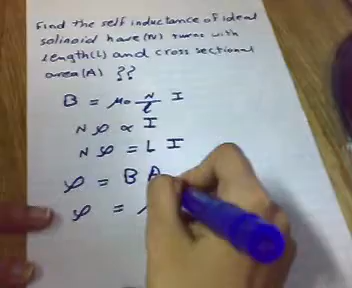 Find the self inductance of ideal
solinoid have (N) turns with
length (L) and cross sectional
area (A) ??
B = μ₀ N/ℓ I
N φ ∝ I
N φ = L I
φ = B A
φ =